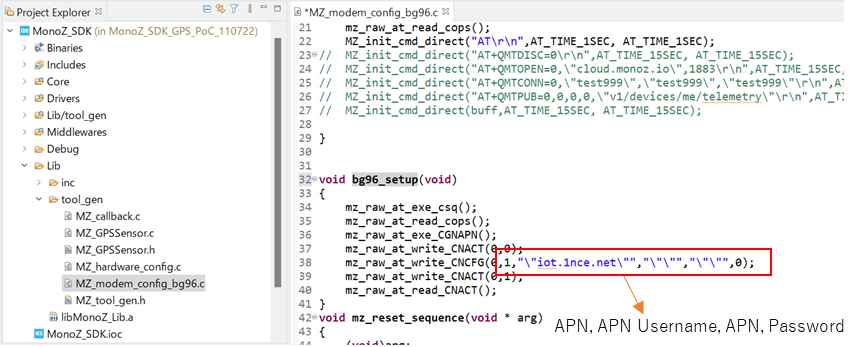 Project Explorer
MonoZ_SDK (in MonoZ_SDK_GPS_PoC_110722)
Binaries
Includes
Core
Drivers
Lib/tool_gen
Middlewares
Debug
Lib
inc
tool_gen
MZ_callback.c
MZ_GPSSensor.c
MZ_GPSSensor.h
MZ_hardware_config.c
MZ_modem_config_bg96.c
MZ_tool_gen.h
libMonoZ_Lib.a
MonoZ_SDK.ioc
*MZ_modem_config_bg96.c
21 mz_raw_at_read_cops();
22 MZ_init_cmd_direct("AT\r\n",AT_TIME_1SEC, AT_TIME_1SEC);
23 // MZ_init_cmd_direct("AT+QMTDISC=0\r\n",AT_TIME_15SEC, AT_TIME_15SEC);
24 // MZ_init_cmd_direct("AT+QMTOPEN=0,\"cloud.monoz.io\",1883\r\n",AT_TIME_15SEC,
25 // MZ_init_cmd_direct("AT+QMTCONN=0,\"test999\",\"test999\",\"test999\"\r\n",AT
26 // MZ_init_cmd_direct("AT+QMTPUB=0,0,0,0,\"v1/devices/me/telemetry\"\r\n",AT_T
27 // MZ_init_cmd_direct(buff,AT_TIME_15SEC, AT_TIME_15SEC);
28
29 }
30
31
32 void bg96_setup(void)
33 {
34 mz_raw_at_exe_csq();
35 mz_raw_at_read_cops();
36 mz_raw_at_exe_CGNAPN();
37 mz_raw_at_write_CNACT(0,0);
38 mz_raw_at_write_CNCFG(0,1,"\"iot.1nce.net\"","\"\"","\"\"",0);
39 mz_raw_at_write_CNACT(0,1);
40 mz_raw_at_read_CNACT();
41 }
42 void mz_reset_sequence(void * arg)
43 {
44 (void)arg;
APN, APN Username, APN, Password